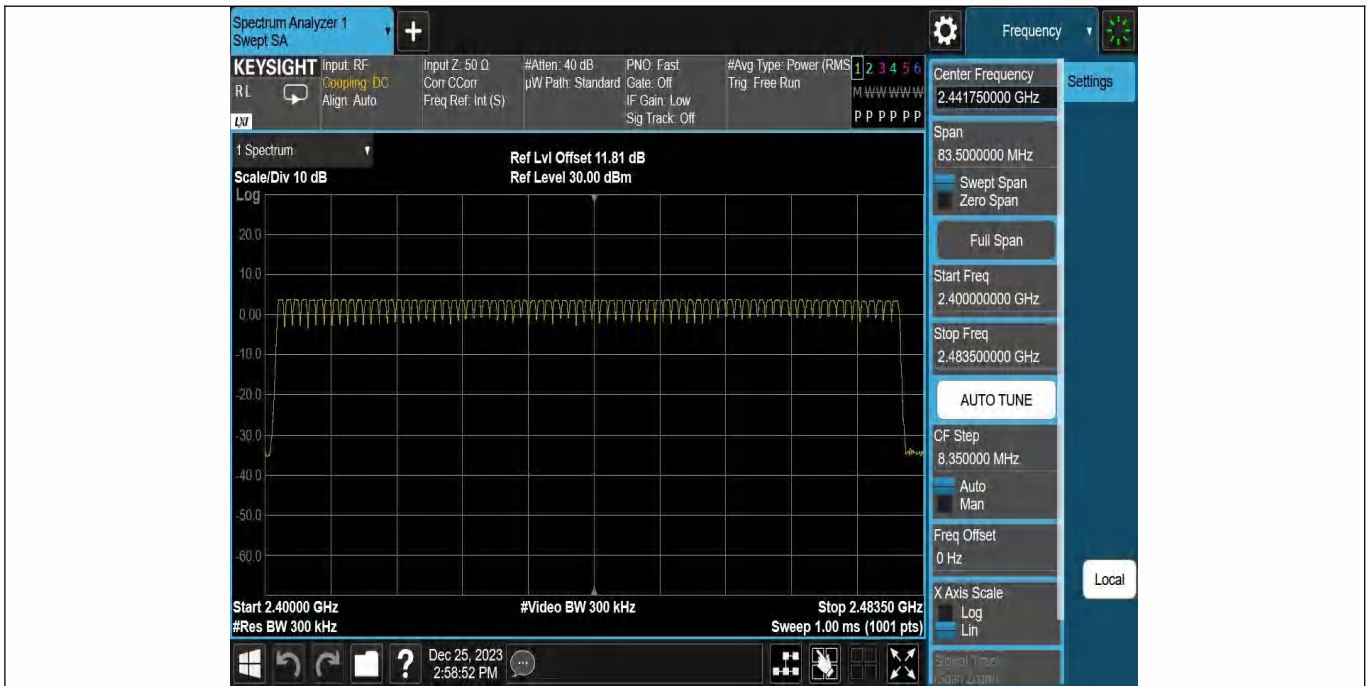 Spectrum Analyzer 1
Swept SA
+
Frequency
KEYSIGHT
RL
LXI
Input: RF
Coupling: DC
Align: Auto
Input Z: 50 Ω
Corr CCorr
Freq Ref: Int (S)
#Atten: 40 dB
µW Path: Standard
PNO: Fast
Gate: Off
IF Gain: Low
Sig Track: Off
#Avg Type: Power (RMS
Trig: Free Run
1 2 3 4 5 6
M W W W W W
P P P P P P
1 Spectrum
Scale/Div 10 dB
Ref Lvl Offset 11.81 dB
Ref Level 30.00 dBm
Log
20.0
10.0
0.00
-10.0
-20.0
-30.0
-40.0
-50.0
-60.0
Start 2.40000 GHz
#Res BW 300 kHz
#Video BW 300 kHz
Stop 2.48350 GHz
Sweep 1.00 ms (1001 pts)
Center Frequency
2.441750000 GHz
Settings
Span
83.5000000 MHz
Swept Span
Zero Span
Full Span
Start Freq
2.400000000 GHz
Stop Freq
2.483500000 GHz
AUTO TUNE
CF Step
8.350000 MHz
Auto
Man
Freq Offset
0 Hz
X Axis Scale
Log
Lin
Signal Track
(Span Zoom)
Local
?
Dec 25, 2023
2:58:52 PM